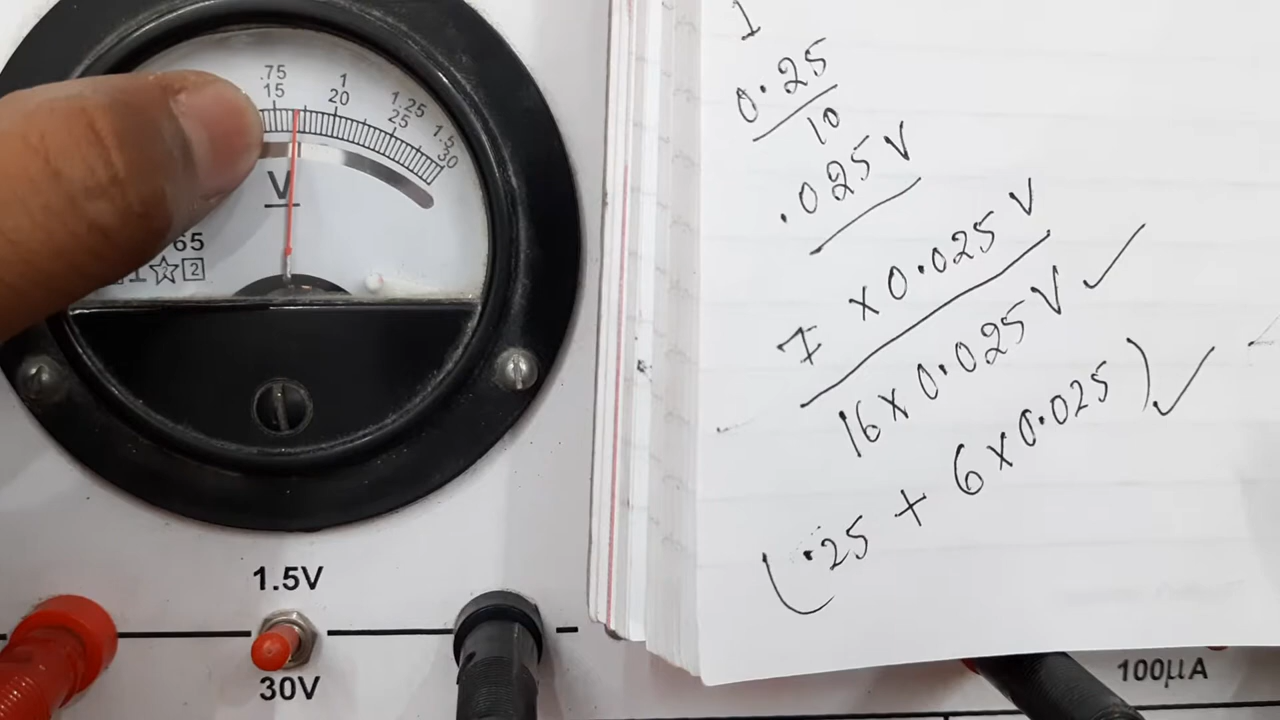 .75 1 1.25 1.5
15 20 25 30
V
65
2
1.5V
30V
1
0.25
10
.025 V
7 × 0.025 V
16 × 0.025 V ✓
(.25 + 6 × 0.025) ✓
100µA